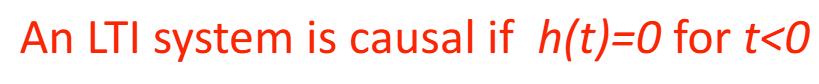 An LTI system is causal if h(t)=0 for t<0